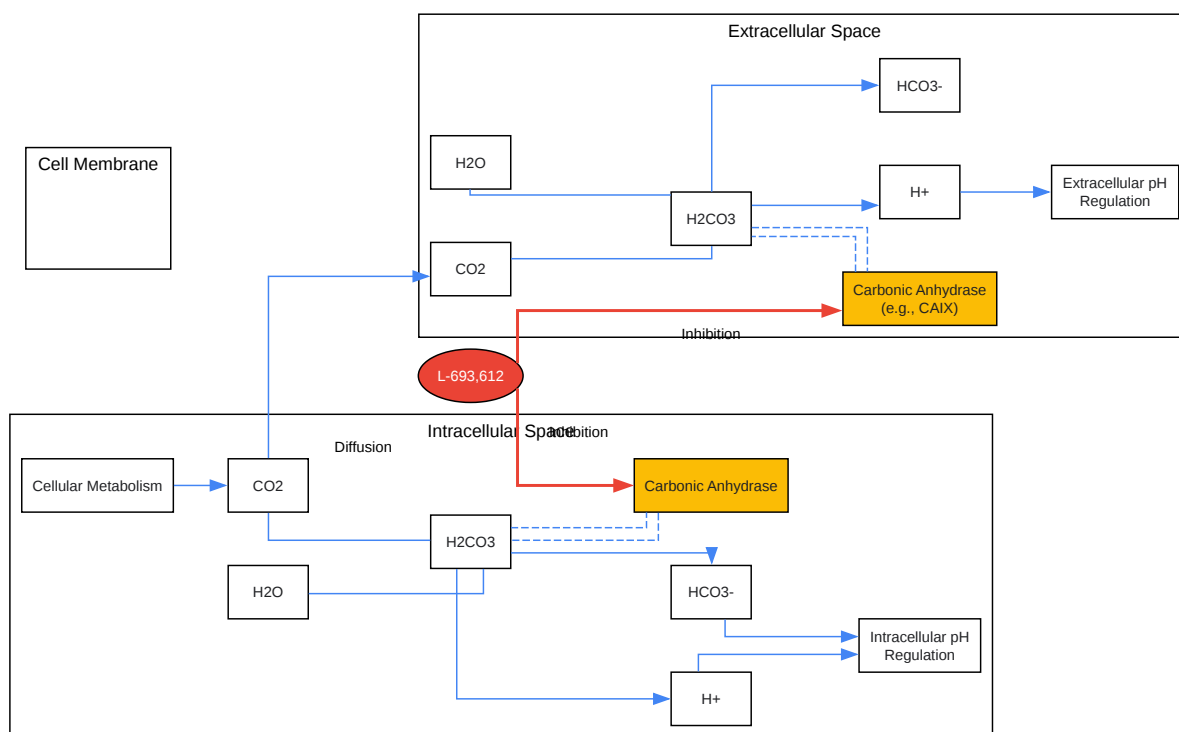 Extracellular Space
HCO3-
Cell Membrane
H2O
H+
Extracellular pH
Regulation
H2CO3
CO2
Carbonic Anhydrase
(e.g., CAIX)
Inhibition
L-693,612
Intracellular Space
Inhibition
Diffusion
Cellular Metabolism
CO2
Carbonic Anhydrase
H2CO3
H2O
HCO3-
Intracellular pH
Regulation
H+